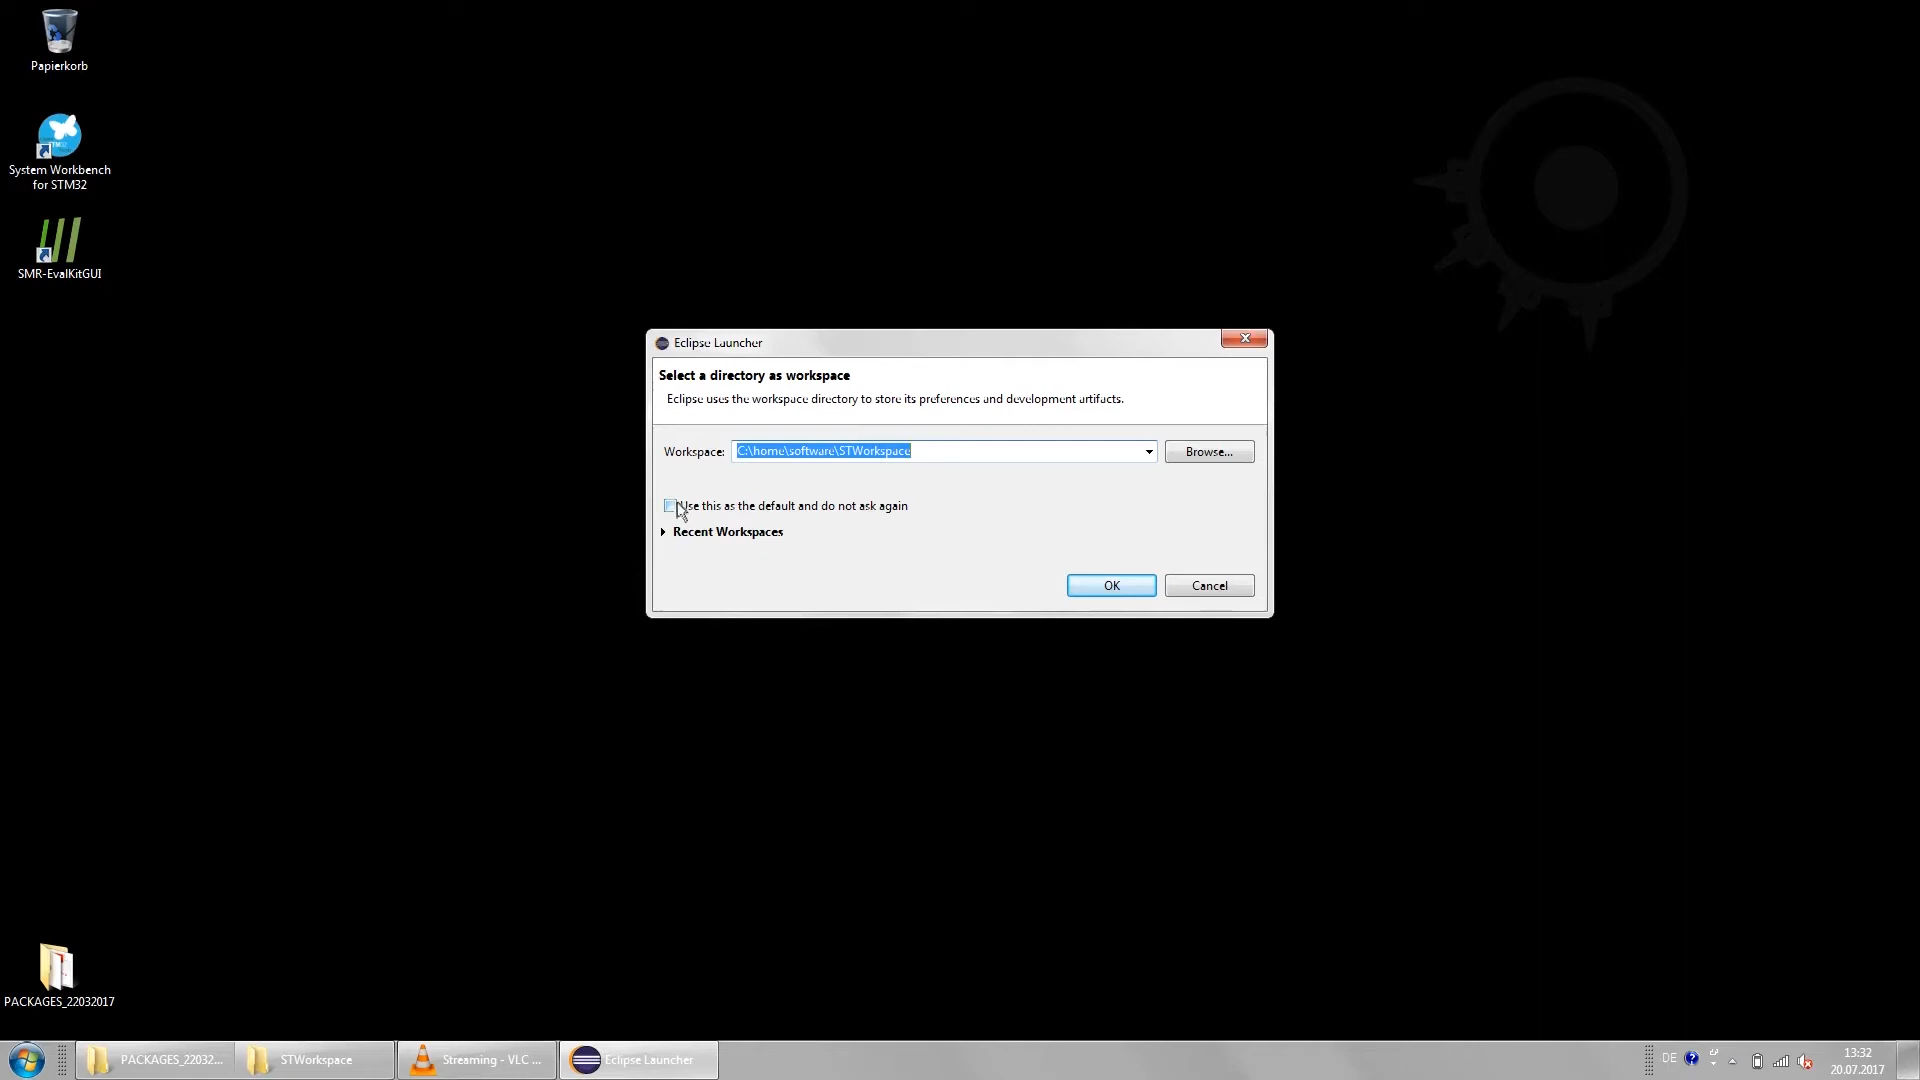 Papierkorb
System Workbench
for STM32
SMR-EvalKitGUI
Eclipse Launcher
Select a directory as workspace
Eclipse uses the workspace directory to store its preferences and development artifacts.
Workspace: C:\home\software\STWorkspace Browse...
Use this as the default and do not ask again
Recent Workspaces
OK Cancel
PACKAGES_22032017
PACKAGES_22032... STWorkspace Streaming - VLC ... Eclipse Launcher DE 13:32
20.07.2017